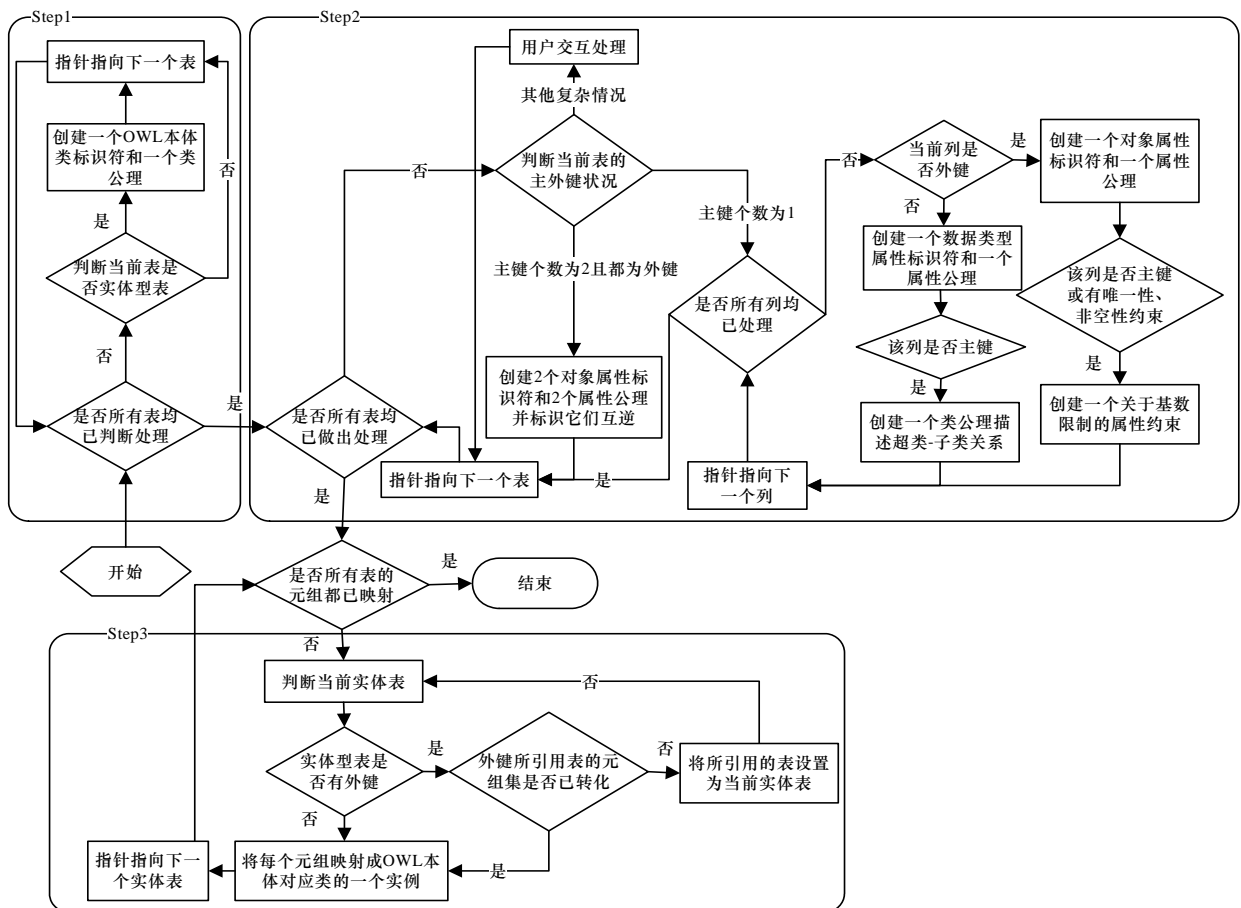 Step1
指针指向下一个表
创建一个OWL本体
类标识符和一个类
公理
否
是
判断当前表是
否实体型表
否
是否所有表均
已判断处理
是
开始
Step2
用户交互处理
其他复杂情况
判断当前表的
主外键状况
否
主键个数为1
主键个数为2且都为外键
是否所有列均
已处理
否
当前列是
否外键
是
创建一个对象属性
标识符和一个属性
公理
否
创建一个数据类型
属性标识符和一个
属性公理
该列是否主键
或有唯一性、
非空性约束
该列是否主键
是
是
创建2个对象属性标
识符和2个属性公理
并标识它们互逆
创建一个类公理描
述超类-子类关系
创建一个关于基数
限制的属性约束
是否所有表均
已做出处理
指针指向下一个表
是
指针指向下
一个列
是
是否所有表的
元组都已映射
是
结束
Step3
否
判断当前实体表
否
实体型表是
否有外键
是
外键所引用表的元
组集是否已转化
否
将所引用的表设置
为当前实体表
否
是
指针指向下一
个实体表
将每个元组映射成OWL本
体对应类的一个实例